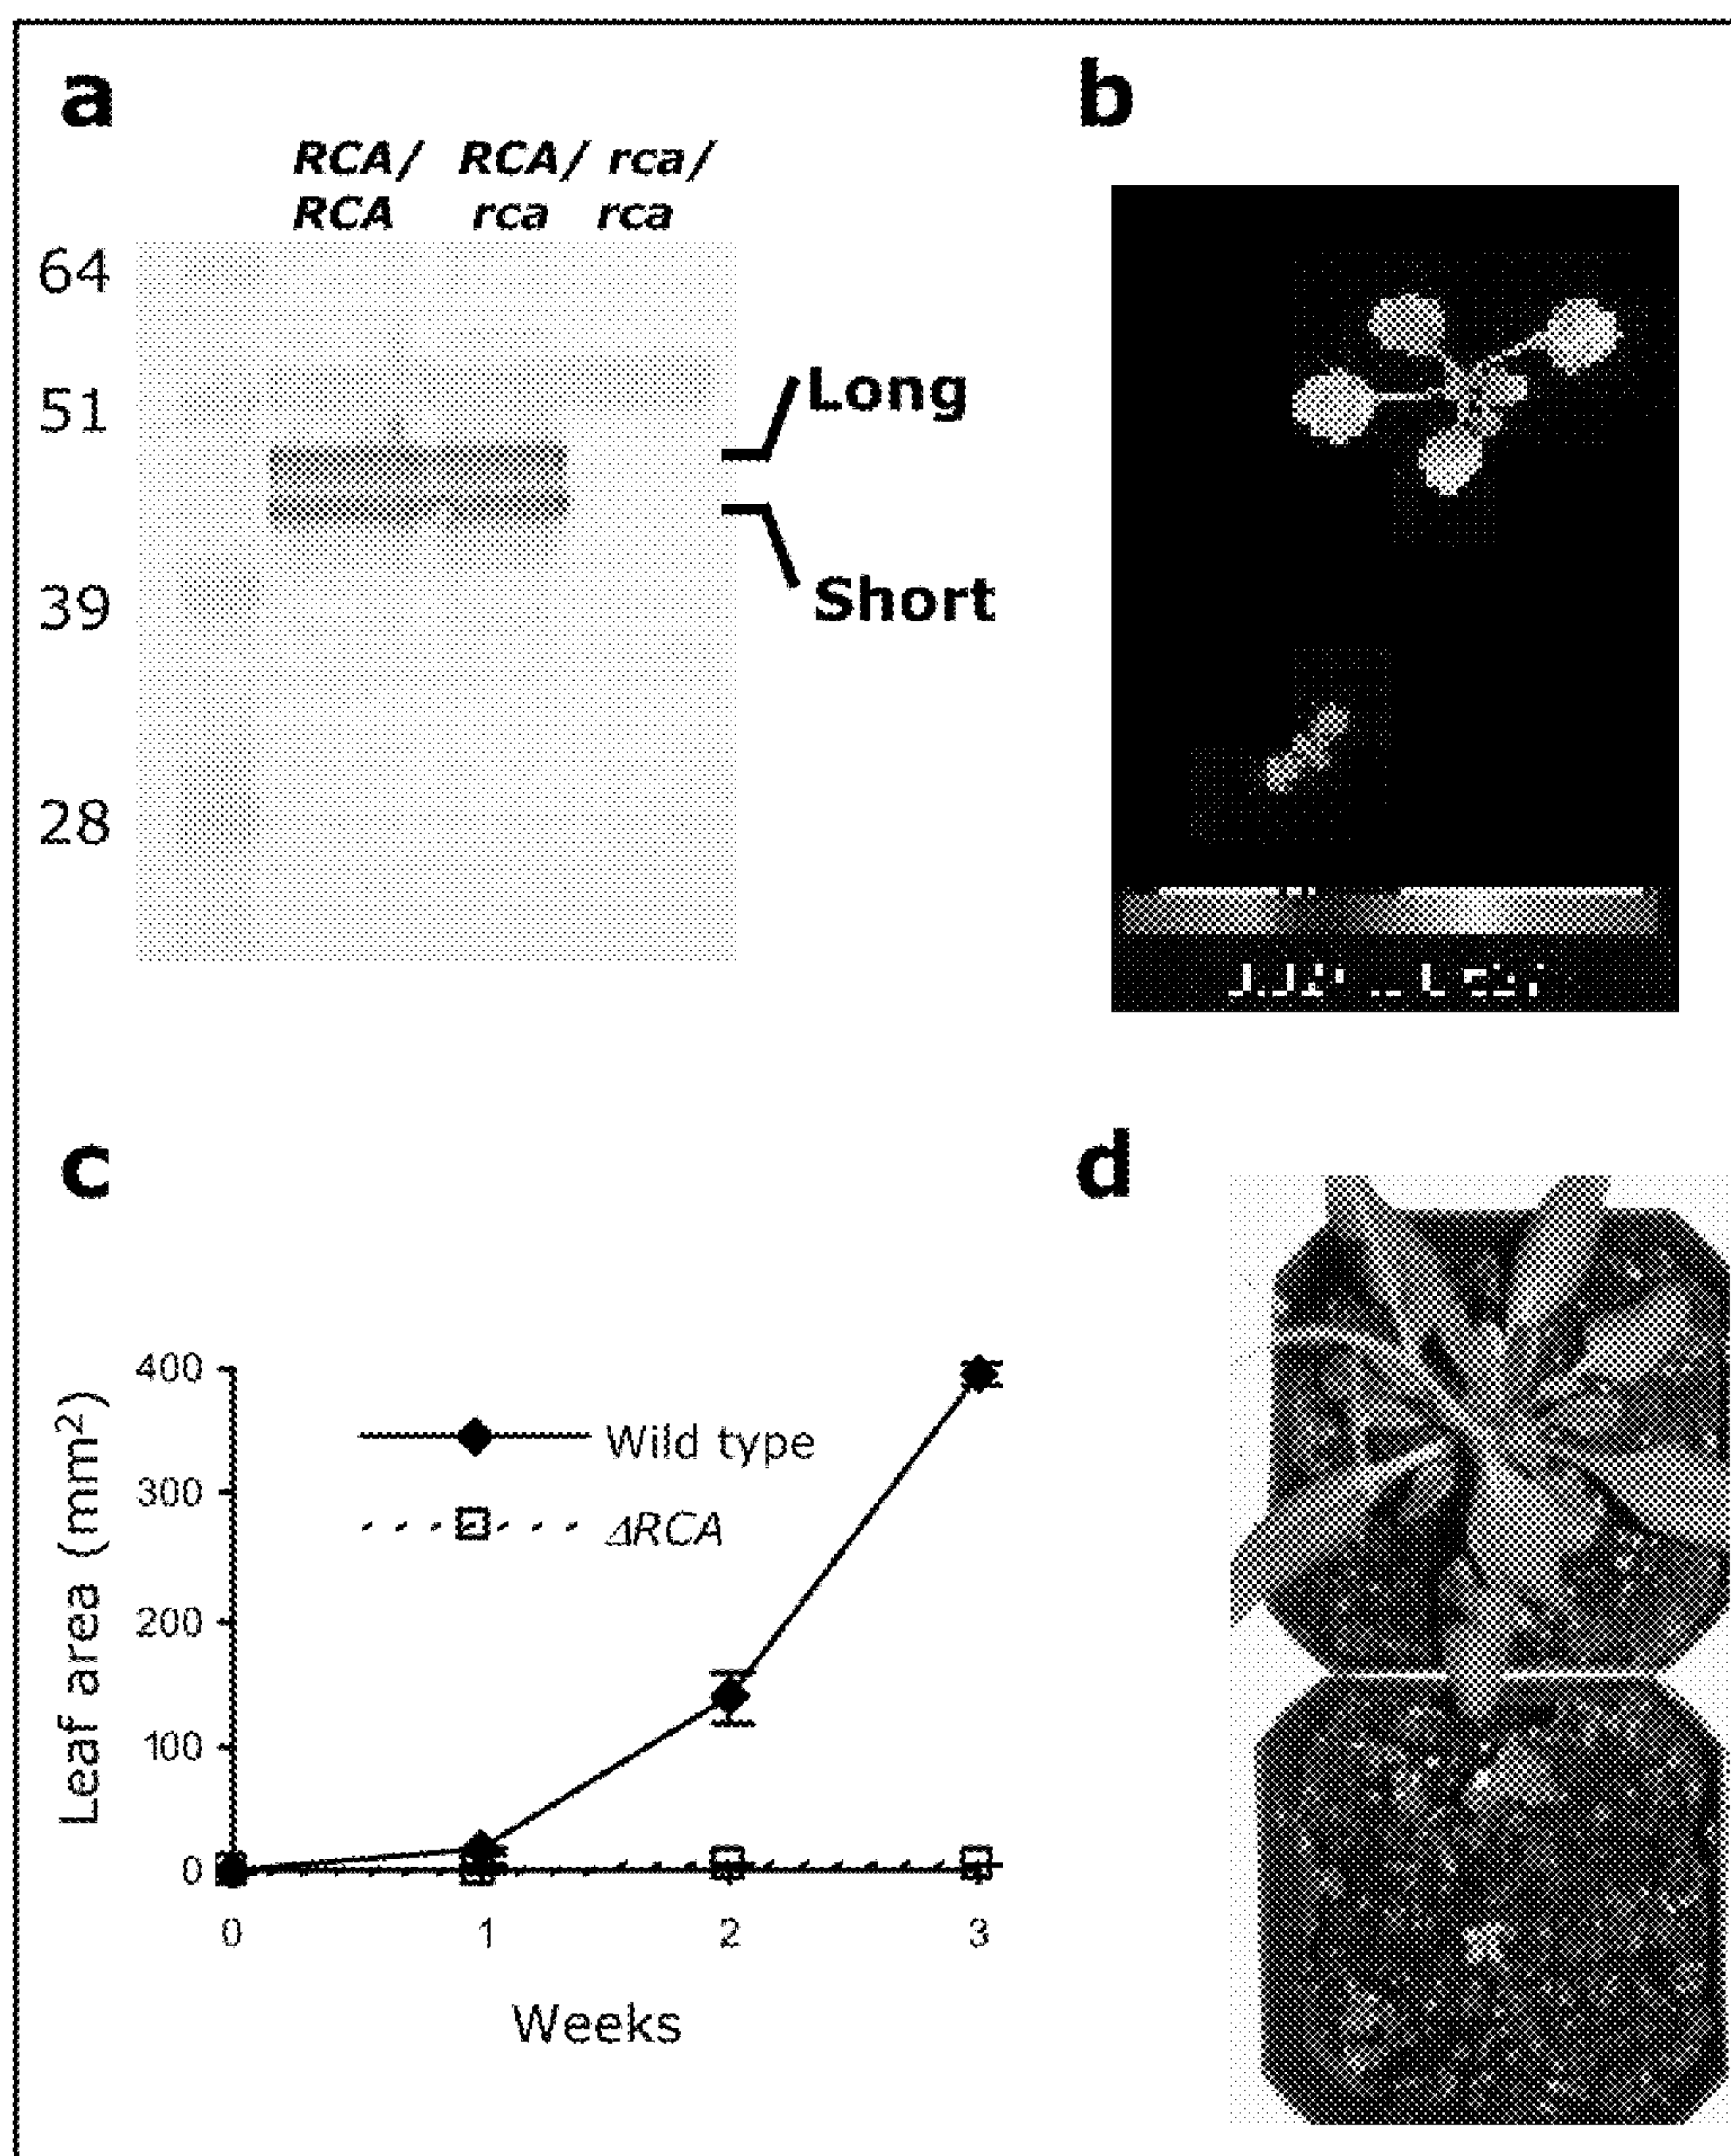 a
RCA/ RCA/ rca/
RCA rca rca
64
51
39
28
Long
Short
b
c
400
300
200
100
0
Leaf area (mm²)
Wild type
ΔRCA
0 1 2 3
Weeks
d